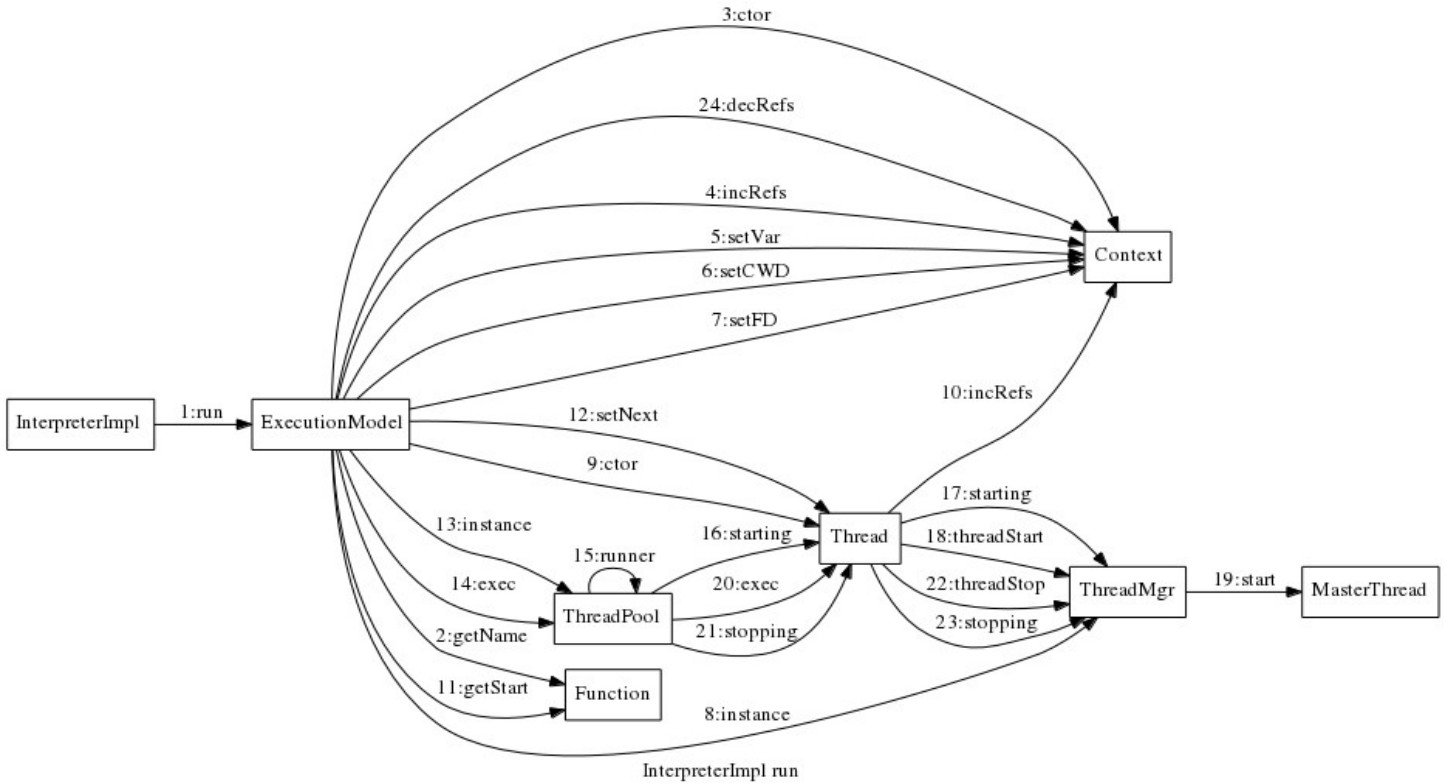 3:ctor
24:decRefs
4:incRefs
5:setVar
Context
6:setCWD
7:setFD
10:incRefs
1:run
InterpreterImpl
ExecutionModel
12:setNext
9:ctor
17:starting
13:instance
16:starting
Thread
18:threadStart
15:runner
14:exec
20:exec
22:threadStop
ThreadMgr
19:start
MasterThread
ThreadPool
21:stopping
23:stopping
2:getName
11:getStart
Function
8:instance
InterpreterImpl run